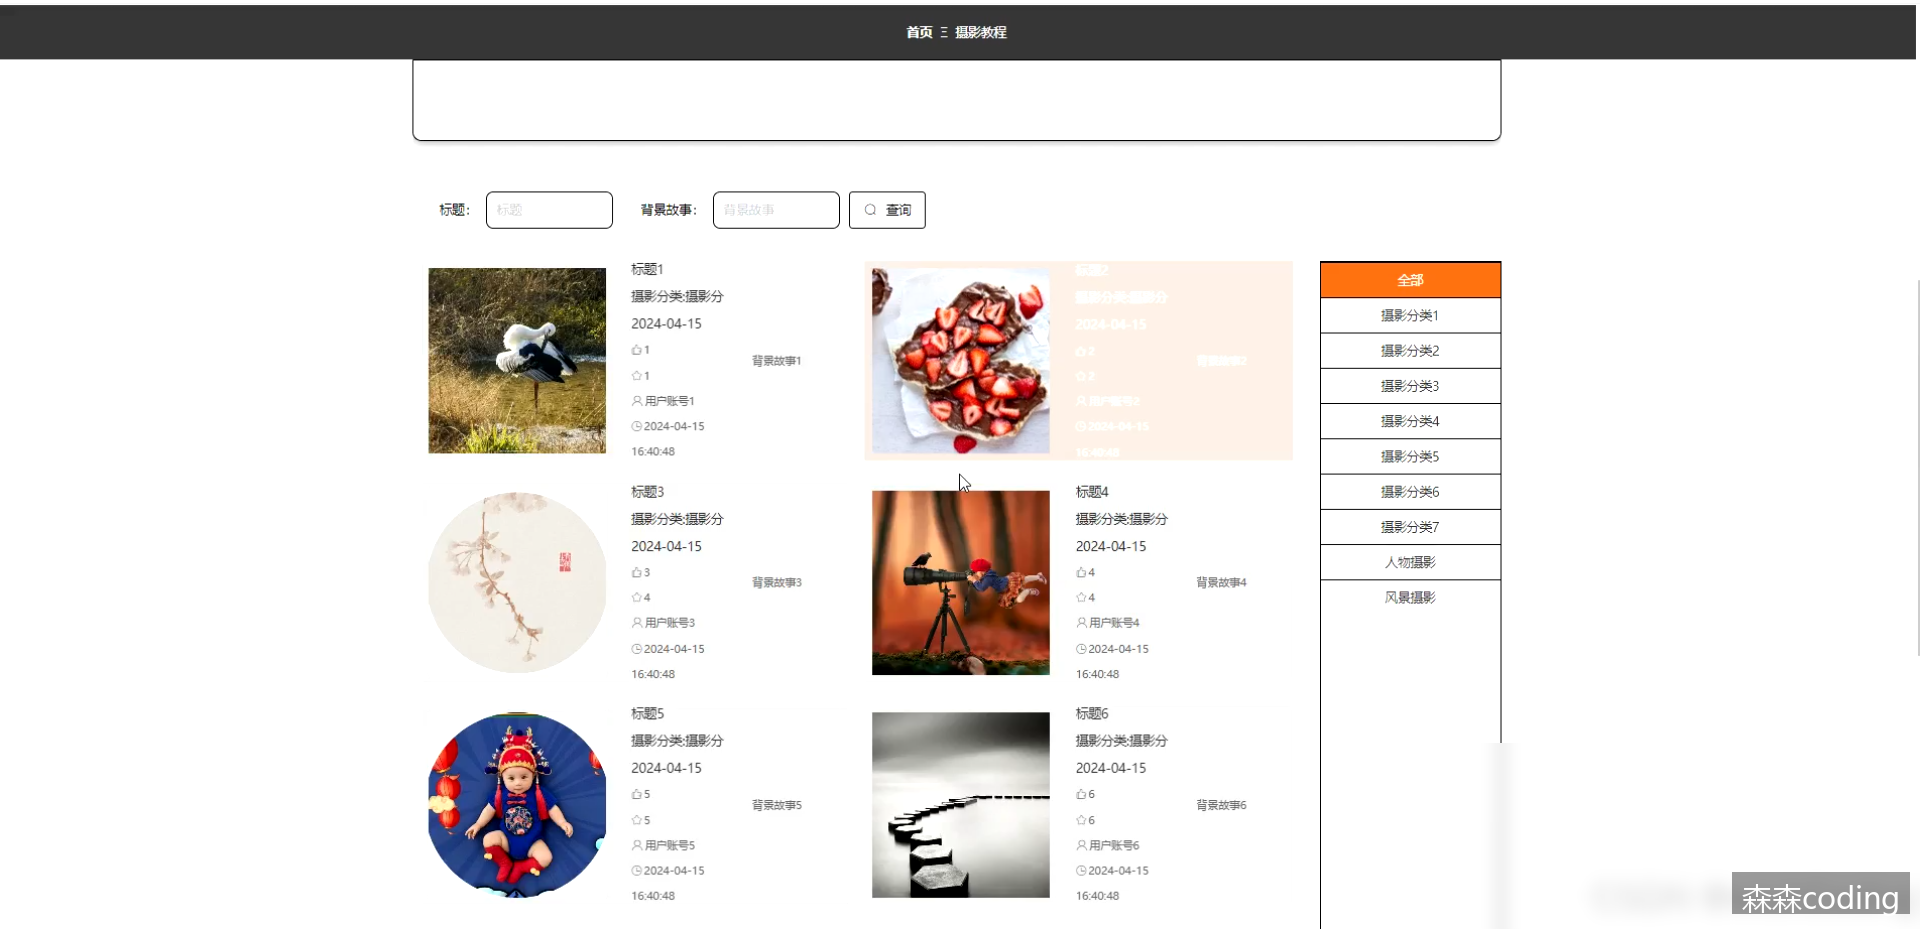 首页 Ξ 摄影教程
标题： 标题 背景故事： 背景故事 查询
标题1
摄影分类:摄影分
2024-04-15
1
背景故事1
1
用户账号1
2024-04-15
16:40:48
标题2
摄影分类:摄影分
2024-04-15
2
背景故事2
2
用户账号2
2024-04-15
16:40:48
标题3
摄影分类:摄影分
2024-04-15
3
背景故事3
4
用户账号3
2024-04-15
16:40:48
标题4
摄影分类:摄影分
2024-04-15
4
背景故事4
4
用户账号4
2024-04-15
16:40:48
标题5
摄影分类:摄影分
2024-04-15
5
背景故事5
5
用户账号5
2024-04-15
16:40:48
标题6
摄影分类:摄影分
2024-04-15
6
背景故事6
6
用户账号6
2024-04-15
16:40:48
全部
摄影分类1
摄影分类2
摄影分类3
摄影分类4
摄影分类5
摄影分类6
摄影分类7
人物摄影
风景摄影
森森coding